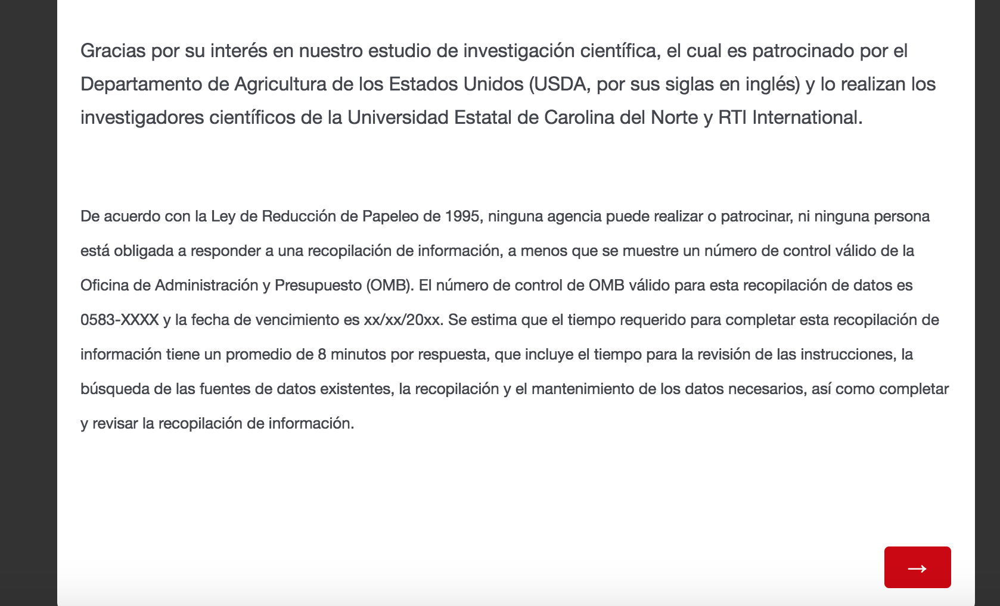 Gracias por su interés en nuestro estudio de investigación científica, el cual es patrocinado por el
Departamento de Agricultura de los Estados Unidos (USDA, por sus siglas en inglés) y lo realizan los
investigadores científicos de la Universidad Estatal de Carolina del Norte y RTI International.
De acuerdo con la Ley de Reducción de Papeleo de 1995, ninguna agencia puede realizar o patrocinar, ni ninguna persona
está obligada a responder a una recopilación de información, a menos que se muestre un número de control válido de la
Oficina de Administración y Presupuesto (OMB). El número de control de OMB válido para esta recopilación de datos es
0583-XXXX y la fecha de vencimiento es xx/xx/20xx. Se estima que el tiempo requerido para completar esta recopilación de
información tiene un promedio de 8 minutos por respuesta, que incluye el tiempo para la revisión de las instrucciones, la
búsqueda de las fuentes de datos existentes, la recopilación y el mantenimiento de los datos necesarios, así como completar
y revisar la recopilación de información.
→